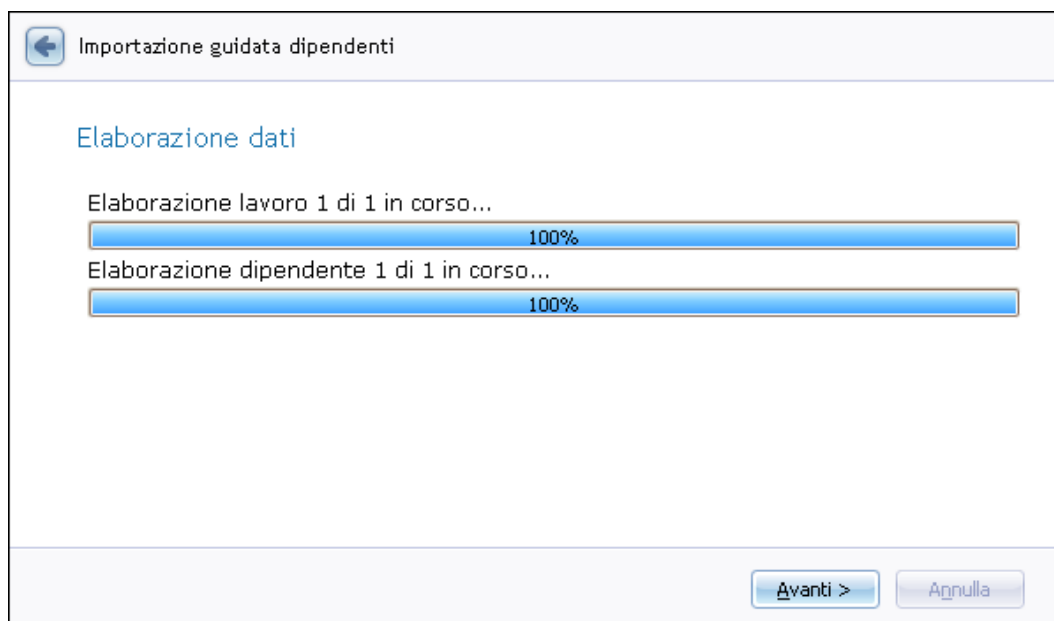 Importazione guidata dipendenti
Elaborazione dati
Elaborazione lavoro 1 di 1 in corso...
100%
Elaborazione dipendente 1 di 1 in corso...
100%
Avanti > Annulla